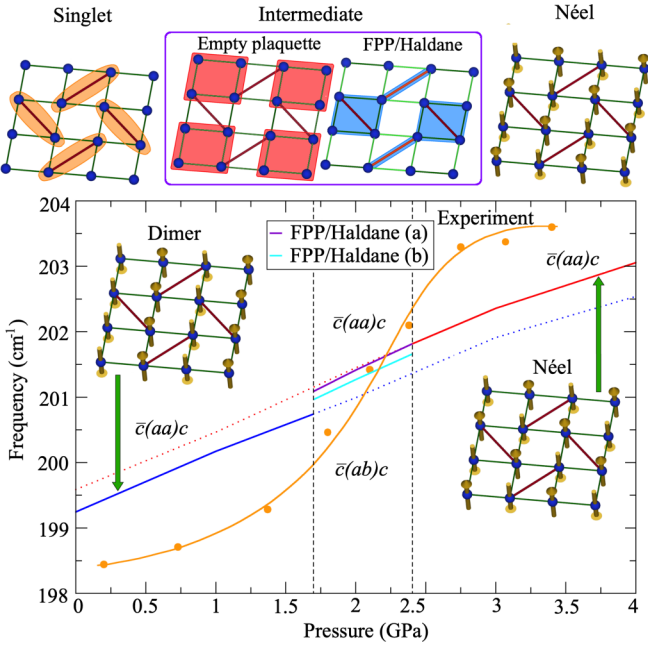 Singlet
Intermediate
Néel
Empty plaquette
FPP/Haldane
204
203
202
201
200
199
198
Frequency (cm⁻¹)
Dimer
FPP/Haldane (a)
FPP/Haldane (b)
Experiment
c̄(aa)c
c̄(aa)c
c̄(aa)c
c̄(ab)c
Néel
0
0.5
1
1.5
2
2.5
3
3.5
4
Pressure (GPa)